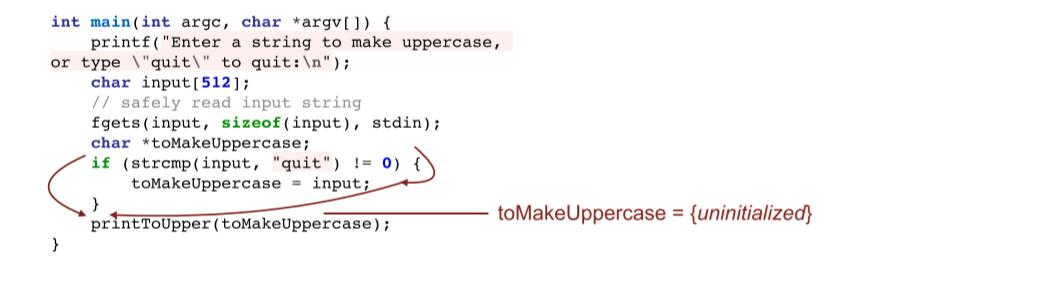 int main(int argc, char *argv[]) {
printf("Enter a string to make uppercase,
or type \"quit\" to quit:\n");
char input[512];
// safely read input string
fgets(input, sizeof(input), stdin);
char *toMakeUppercase;
if (strcmp(input, "quit") != 0) {
toMakeUppercase = input;
}
printToUpper(toMakeUppercase);
toMakeUppercase = {uninitialized}
}